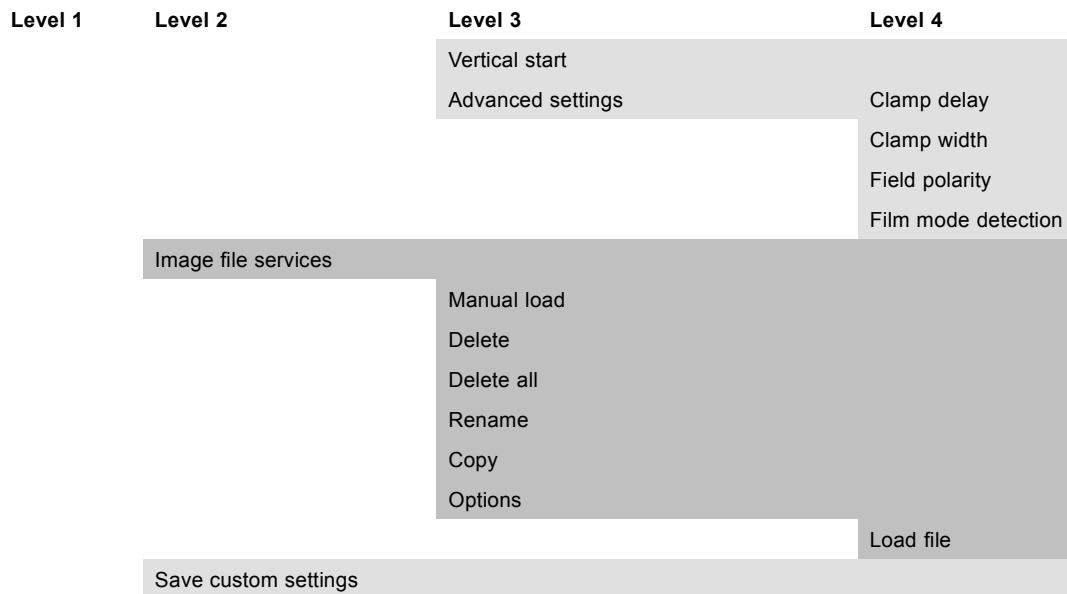 Level 1 Level 2 Level 3 Level 4
Vertical start
Advanced settings Clamp delay
Clamp width
Field polarity
Film mode detection
Image file services
Manual load
Delete
Delete all
Rename
Copy
Options
Load file
Save custom settings